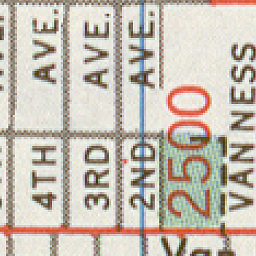 4TH AVE.
3RD AVE.
2ND AVE.
2500
VAN NESS